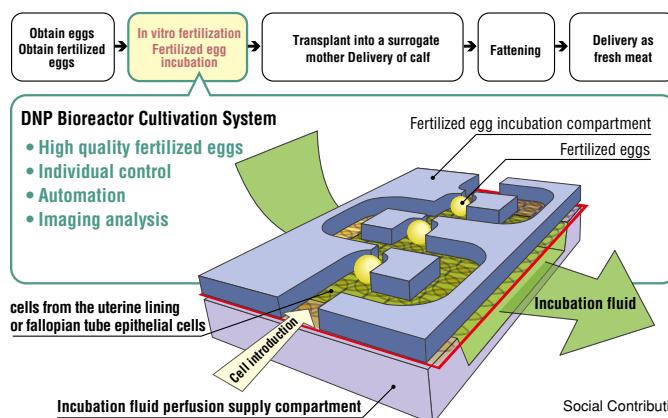 Obtain eggs
Obtain fertilized
eggs
In vitro fertilization
Fertilized egg
incubation
Transplant into a surrogate
mother Delivery of calf
Fattening
Delivery as
fresh meat
DNP Bioreactor Cultivation System
• High quality fertilized eggs
• Individual control
• Automation
• Imaging analysis
Fertilized egg incubation compartment
Fertilized eggs
cells from the uterine lining
or fallopian tube epithelial cells
Cell introduction
Incubation fluid
Incubation fluid perfusion supply compartment
Social Contributi